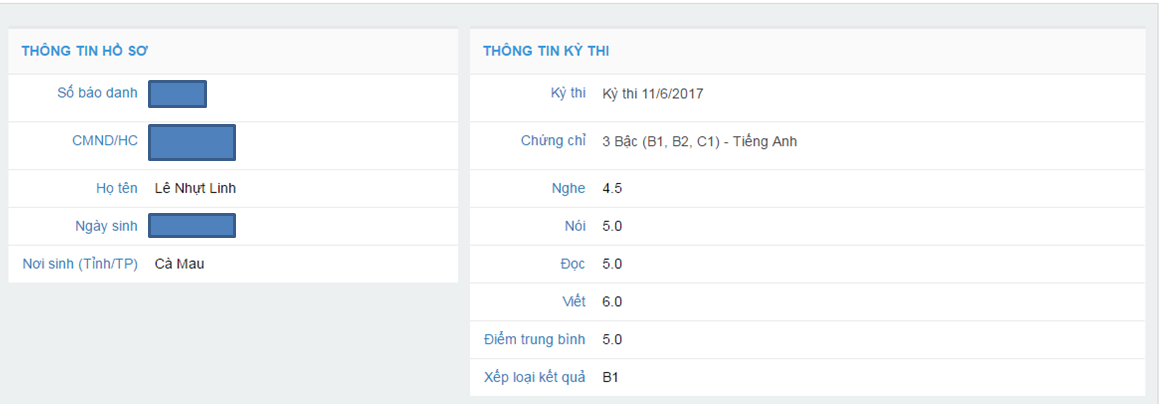 THÔNG TIN HỒ SƠ
Số báo danh
CMND/HC
Họ tên Lê Nhựt Linh
Ngày sinh
Nơi sinh (Tỉnh/TP) Cà Mau
THÔNG TIN KỲ THI
Kỳ thi Kỳ thi 11/6/2017
Chứng chỉ 3 Bậc (B1, B2, C1) - Tiếng Anh
Nghe 4.5
Nói 5.0
Đọc 5.0
Viết 6.0
Điểm trung bình 5.0
Xếp loại kết quả B1